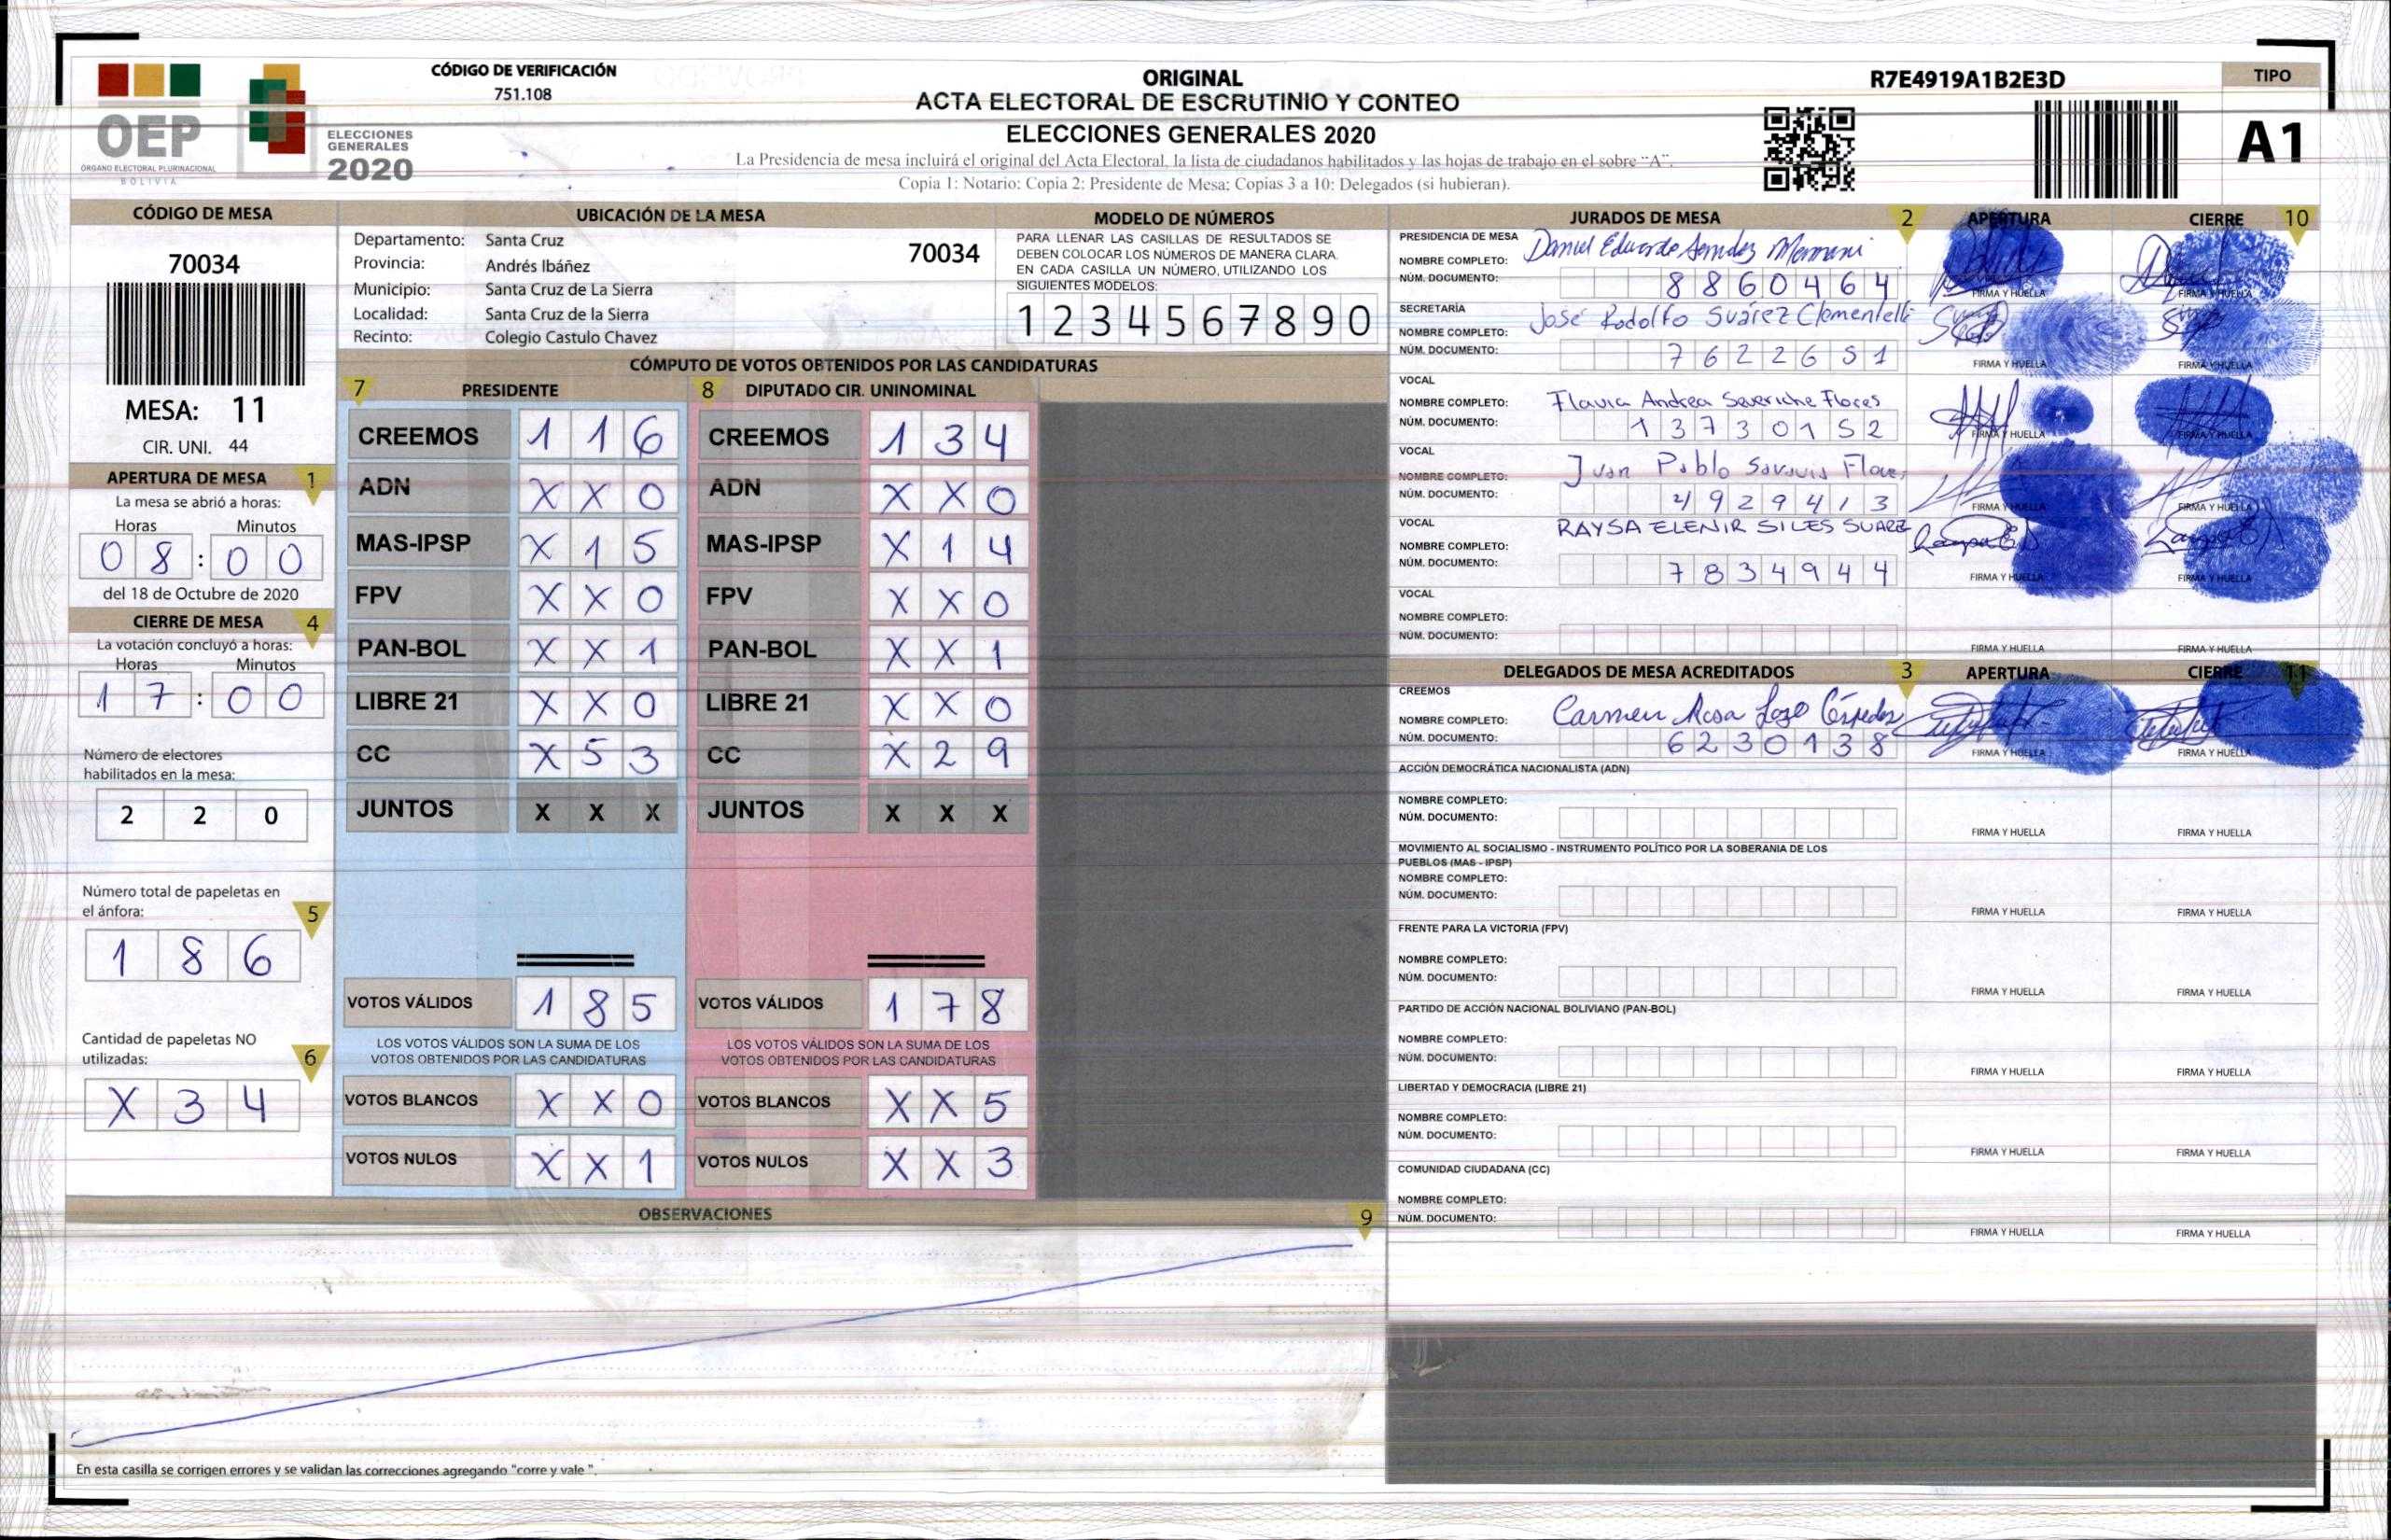 CÓDIGO DE VERIFICACIÓN
751.108
OEP
ÓRGANO ELECTORAL PLURINACIONAL
BOLIVIA
ELECCIONES
GENERALES
2020
ORIGINAL
ACTA ELECTORAL DE ESCRUTINIO Y CONTEO
ELECCIONES GENERALES 2020
La Presidencia de mesa incluirá el original del Acta Electoral, la lista de ciudadanos habilitados y las hojas de trabajo en el sobre "A".
Copia 1: Notario; Copia 2: Presidente de Mesa; Copias 3 a 10: Delegados (si hubieran).
R7E4919A1B2E3D
TIPO
A1
CÓDIGO DE MESA
70034
MESA: 11
CIR. UNI. 44
APERTURA DE MESA 1
La mesa se abrió a horas:
Horas Minutos
0 8 : 0 0
del 18 de Octubre de 2020
CIERRE DE MESA 4
La votación concluyó a horas:
Horas Minutos
1 7 : 0 0
Número de electores
habilitados en la mesa:
2 2 0
Número total de papeletas en
el ánfora: 5
1 8 6
Cantidad de papeletas NO
utilizadas: 6
X 3 4
UBICACIÓN DE LA MESA
Departamento: Santa Cruz 70034
Provincia: Andrés Ibáñez
Municipio: Santa Cruz de La Sierra
Localidad: Santa Cruz de la Sierra
Recinto: Colegio Castulo Chavez
MODELO DE NÚMEROS
PARA LLENAR LAS CASILLAS DE RESULTADOS SE
DEBEN COLOCAR LOS NÚMEROS DE MANERA CLARA
EN CADA CASILLA UN NÚMERO, UTILIZANDO LOS
SIGUIENTES MODELOS:
1 2 3 4 5 6 7 8 9 0
CÓMPUTO DE VOTOS OBTENIDOS POR LAS CANDIDATURAS
7 PRESIDENTE 8 DIPUTADO CIR. UNINOMINAL
CREEMOS 1 1 6 CREEMOS 1 3 4
ADN X X 0 ADN X X 0
MAS-IPSP X 1 5 MAS-IPSP X 1 4
FPV X X 0 FPV X X 0
PAN-BOL X X 1 PAN-BOL X X 1
LIBRE 21 X X 0 LIBRE 21 X X 0
CC X 5 3 CC X 2 9
JUNTOS X X X JUNTOS X X X
VOTOS VÁLIDOS 1 8 5 VOTOS VÁLIDOS 1 7 8
LOS VOTOS VÁLIDOS SON LA SUMA DE LOS LOS VOTOS VÁLIDOS SON LA SUMA DE LOS
VOTOS OBTENIDOS POR LAS CANDIDATURAS VOTOS OBTENIDOS POR LAS CANDIDATURAS
VOTOS BLANCOS X X 0 VOTOS BLANCOS X X 5
VOTOS NULOS X X 1 VOTOS NULOS X X 3
OBSERVACIONES 9
En esta casilla se corrigen errores y se validan las correcciones agregando "corre y vale ".
JURADOS DE MESA 2 APERTURA CIERRE 10
PRESIDENCIA DE MESA
NOMBRE COMPLETO: Daniel Eduardo Mamani
NÚM. DOCUMENTO: 8 8 6 0 4 6 4
FIRMA Y HUELLA FIRMA Y HUELLA
SECRETARÍA
NOMBRE COMPLETO: José Rodolfo Suárez Clementelli
NÚM. DOCUMENTO: 7 6 2 2 6 5 1
FIRMA Y HUELLA FIRMA Y HUELLA
VOCAL
NOMBRE COMPLETO: Flavia Andrea Saveriche Flores
NÚM. DOCUMENTO: 1 3 7 3 0 1 5 2
FIRMA Y HUELLA FIRMA Y HUELLA
VOCAL
NOMBRE COMPLETO: Juan Pablo Flores
NÚM. DOCUMENTO: 4 9 2 9 4 1 3
FIRMA Y HUELLA FIRMA Y HUELLA
VOCAL
NOMBRE COMPLETO: RAYSA ELENIR SILES SUAREZ
NÚM. DOCUMENTO: 7 8 3 4 9 4 4
FIRMA Y HUELLA FIRMA Y HUELLA
VOCAL
NOMBRE COMPLETO:
NÚM. DOCUMENTO:
FIRMA Y HUELLA FIRMA Y HUELLA
DELEGADOS DE MESA ACREDITADOS 3 APERTURA CIERRE 11
CREEMOS
NOMBRE COMPLETO: Carmen Rosa Céspedes
NÚM. DOCUMENTO: 6 2 3 0 1 3 8
FIRMA Y HUELLA FIRMA Y HUELLA
ACCIÓN DEMOCRÁTICA NACIONALISTA (ADN)
NOMBRE COMPLETO:
NÚM. DOCUMENTO:
FIRMA Y HUELLA FIRMA Y HUELLA
MOVIMIENTO AL SOCIALISMO - INSTRUMENTO POLÍTICO POR LA SOBERANIA DE LOS
PUEBLOS (MAS - IPSP)
NOMBRE COMPLETO:
NÚM. DOCUMENTO:
FIRMA Y HUELLA FIRMA Y HUELLA
FRENTE PARA LA VICTORIA (FPV)
NOMBRE COMPLETO:
NÚM. DOCUMENTO:
FIRMA Y HUELLA FIRMA Y HUELLA
PARTIDO DE ACCIÓN NACIONAL BOLIVIANO (PAN-BOL)
NOMBRE COMPLETO:
NÚM. DOCUMENTO:
FIRMA Y HUELLA FIRMA Y HUELLA
LIBERTAD Y DEMOCRACIA (LIBRE 21)
NOMBRE COMPLETO:
NÚM. DOCUMENTO:
FIRMA Y HUELLA FIRMA Y HUELLA
COMUNIDAD CIUDADANA (CC)
NOMBRE COMPLETO:
NÚM. DOCUMENTO:
FIRMA Y HUELLA FIRMA Y HUELLA